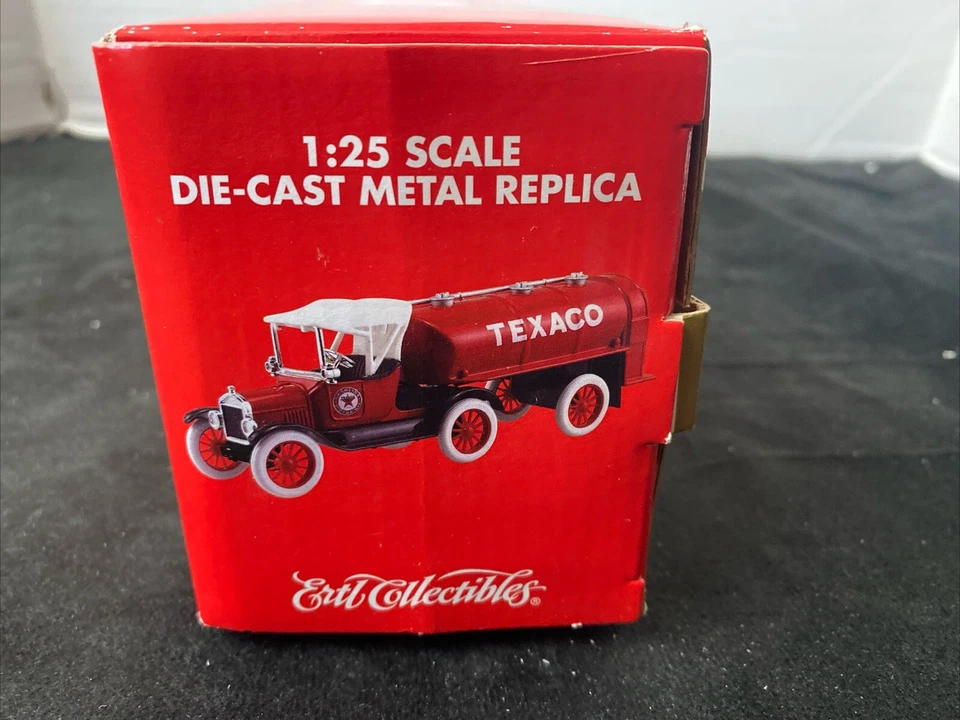 1:25 SCALE
DIE-CAST METAL REPLICA
TEXACO
Ertl Collectibles®